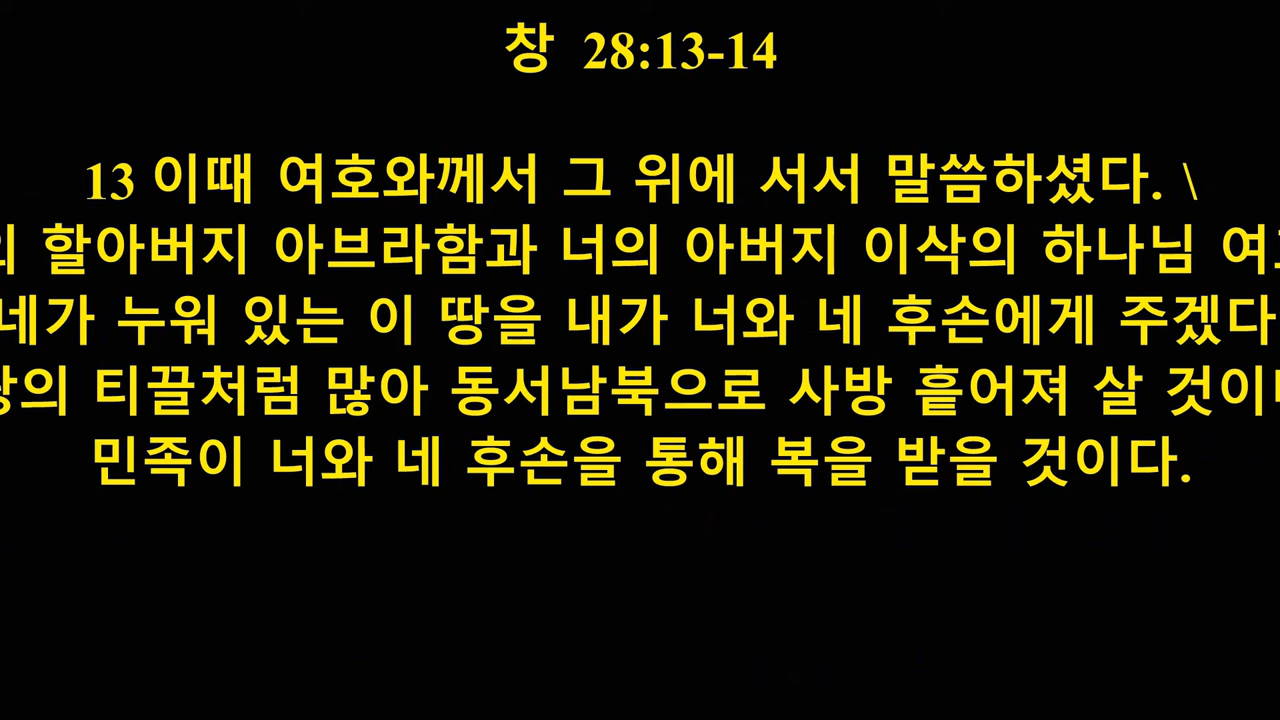 창 28:13-14
13 이때 여호와께서 그 위에 서서 말씀하셨다. \
할아버지 아브라함과 너의 아버지 이삭의 하나님
네가 누워 있는 이 땅을 내가 너와 네 후손에게 주겠다
티끌처럼 많아 동서남북으로 사방 흩어져 살
민족이 너와 네 후손을 통해 복을 받을 것이다.